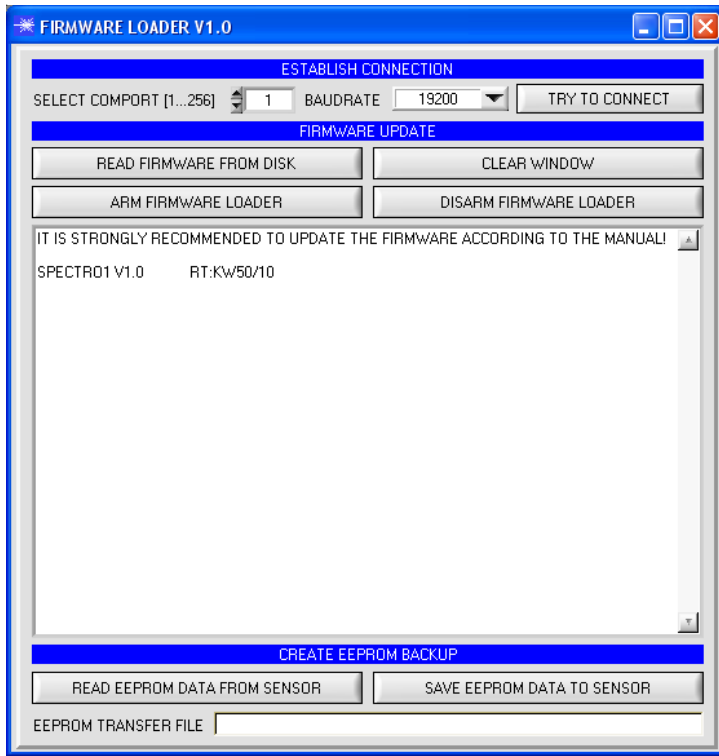 FIRMWARE LOADER V1.0
ESTABLISH CONNECTION
SELECT COMPORT [1...256] 1 BAUDRATE 19200 TRY TO CONNECT
FIRMWARE UPDATE
READ FIRMWARE FROM DISK CLEAR WINDOW
ARM FIRMWARE LOADER DISARM FIRMWARE LOADER
IT IS STRONGLY RECOMMENDED TO UPDATE THE FIRMWARE ACCORDING TO THE MANUAL!
SPECTRO1 V1.0 RT:KW50/10
CREATE EEPROM BACKUP
READ EEPROM DATA FROM SENSOR SAVE EEPROM DATA TO SENSOR
EEPROM TRANSFER FILE